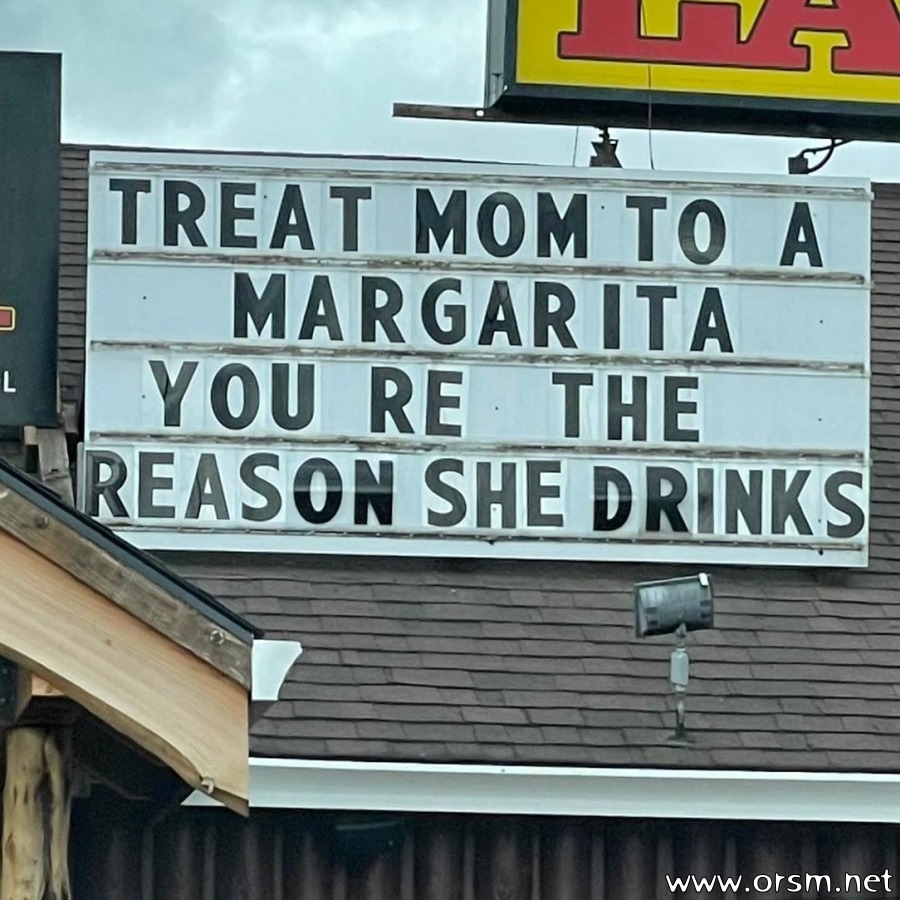 TREAT MOM TO A
MARGARITA
YOU RE THE
REASON SHE DRINKS
L
www.orsm.net